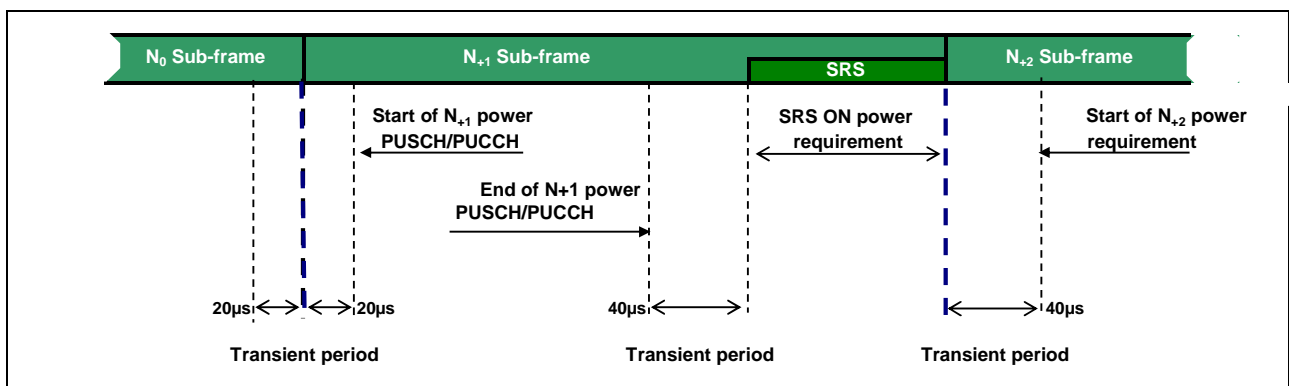 N0 Sub-frame
N+1 Sub-frame
SRS
N+2 Sub-frame
Start of N+1 power
PUSCH/PUCCH
SRS ON power
requirement
Start of N+2 power
requirement
End of N+1 power
PUSCH/PUCCH
20µs
20µs
40µs
40µs
Transient period
Transient period
Transient period